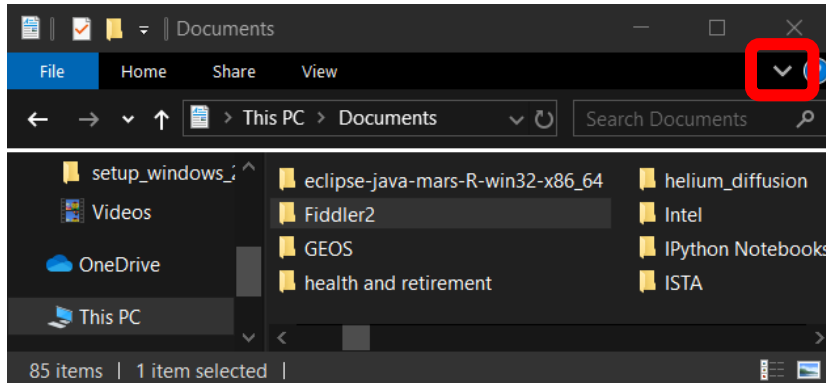 Documents
File Home Share View
This PC Documents Search Documents
setup_windows_
Videos
OneDrive
This PC
eclipse-java-mars-R-win32-x86_64 helium_diffusion
Fiddler2 Intel
GEOS IPython Notebooks
health and retirement ISTA
85 items | 1 item selected |